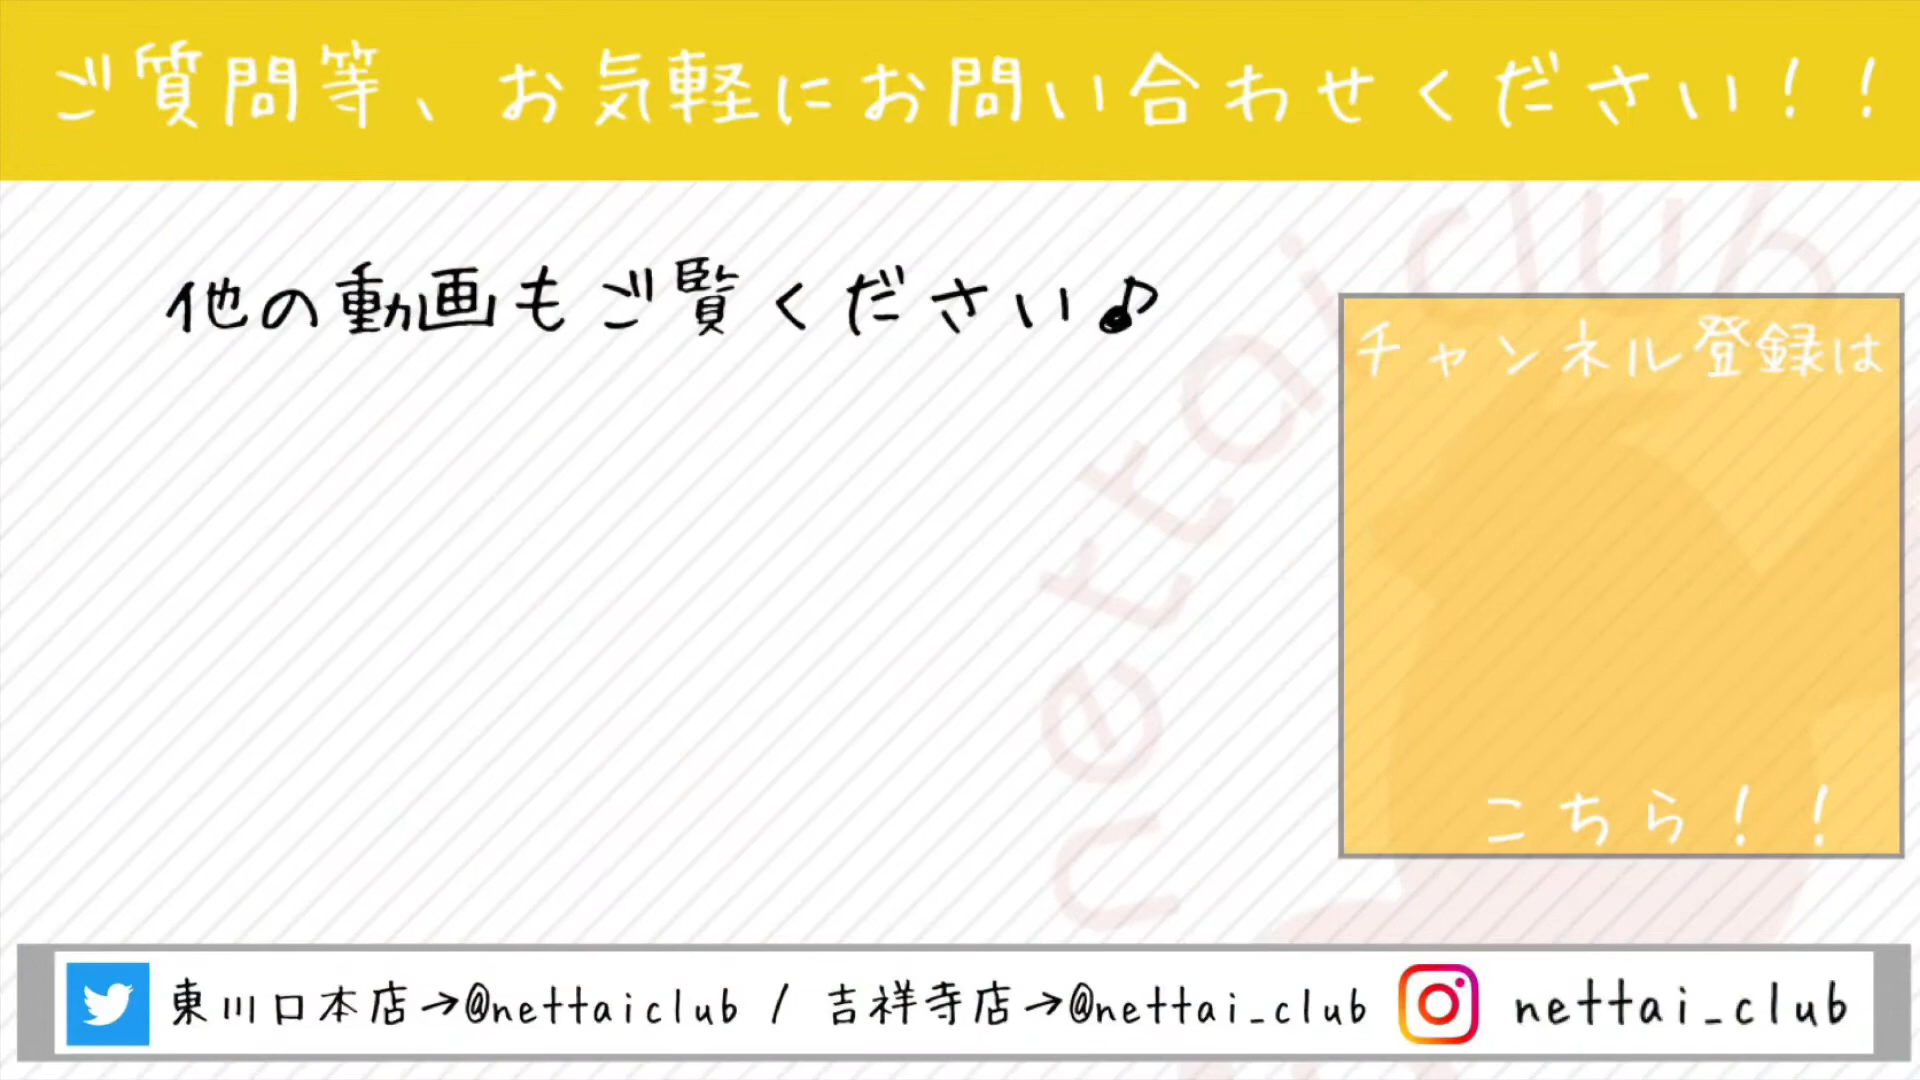 ご質問等、お気軽にお問い合わせください！！
他の動画もご覧ください♪
nettaiclub
チャンネル登録は
こちら！！
東川口本店→@nettaiclub / 吉祥寺店→@nettai_club
nettai_club